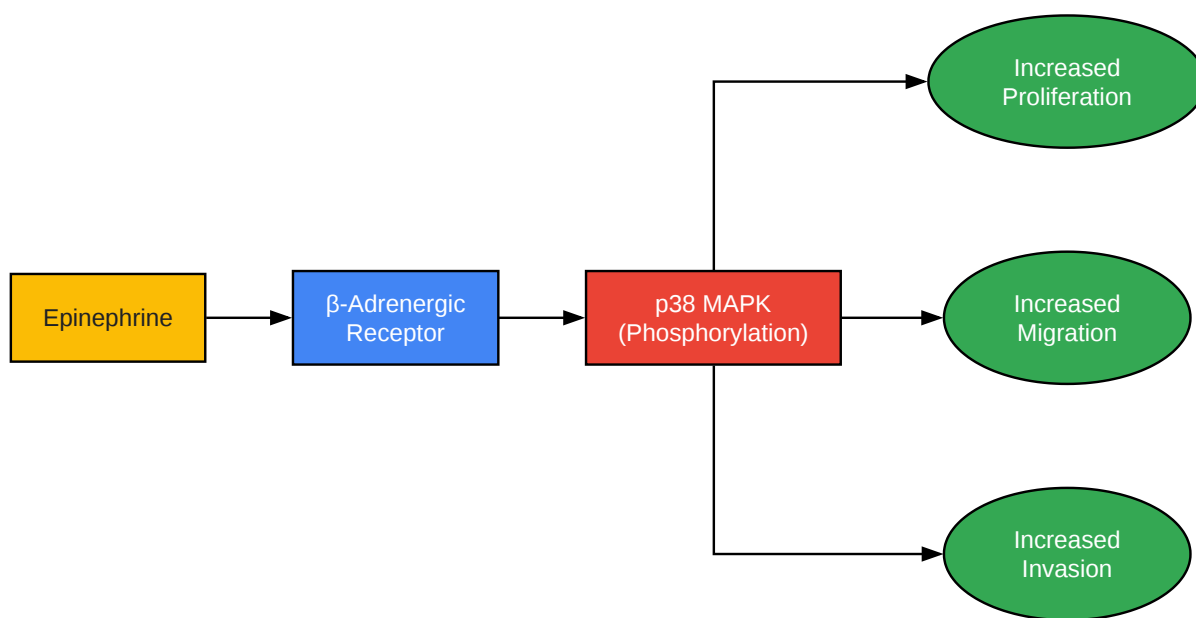 Increased
Proliferation
Epinephrine
β-Adrenergic
Receptor
p38 MAPK
(Phosphorylation)
Increased
Migration
Increased
Invasion